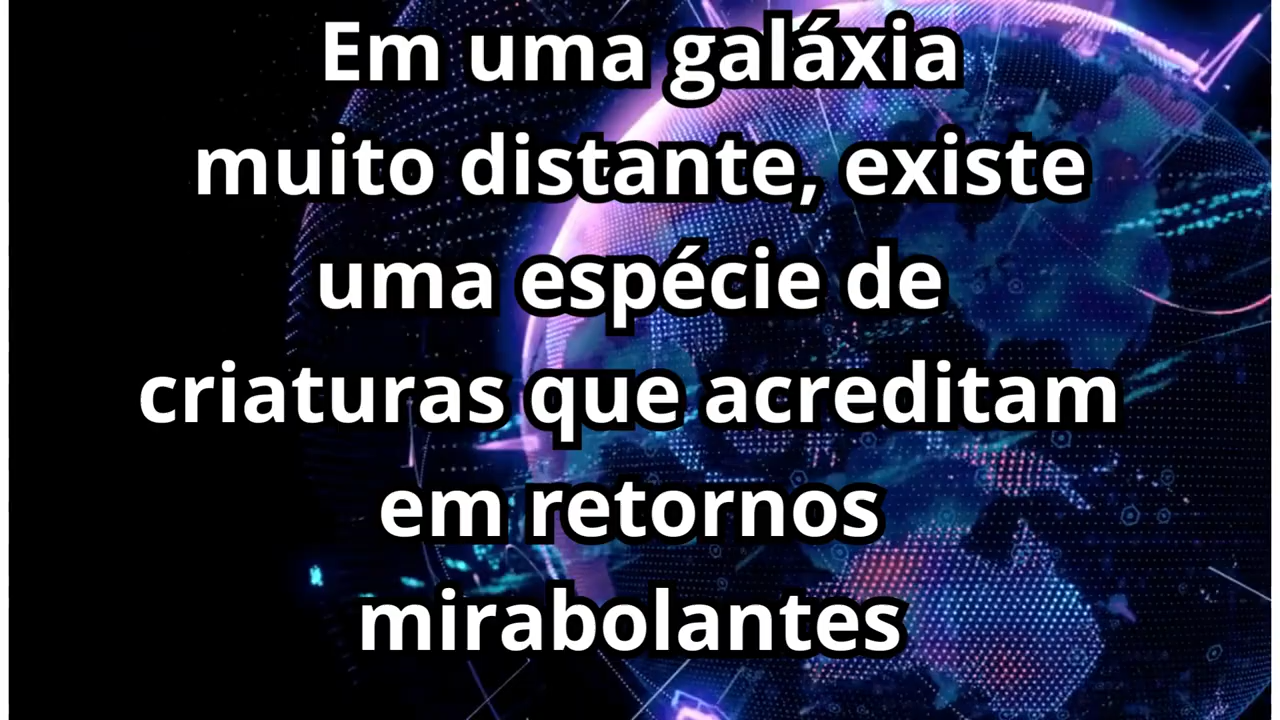 Em uma galáxia
muito distante, existe
uma espécie de
criaturas que acreditam
em retornos
mirabolantes